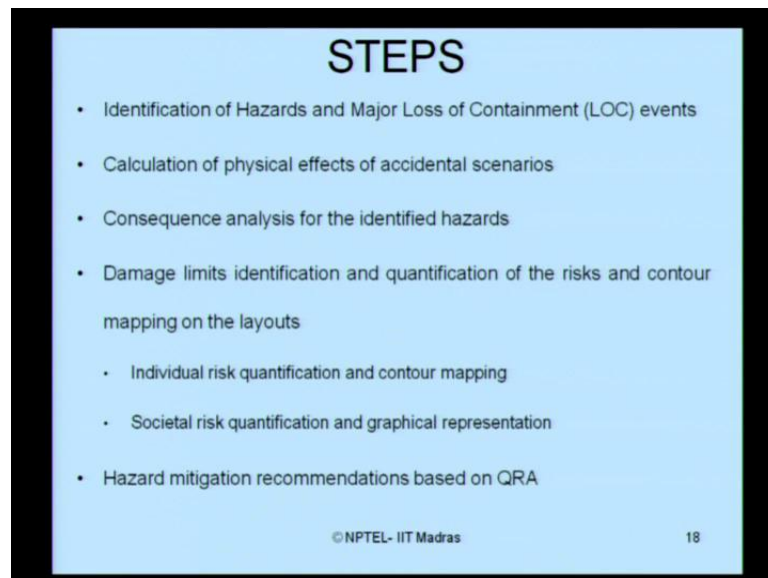 STEPS
• Identification of Hazards and Major Loss of Containment (LOC) events
• Calculation of physical effects of accidental scenarios
• Consequence analysis for the identified hazards
• Damage limits identification and quantification of the risks and contour
mapping on the layouts
• Individual risk quantification and contour mapping
• Societal risk quantification and graphical representation
• Hazard mitigation recommendations based on QRA
©NPTEL- IIT Madras 18